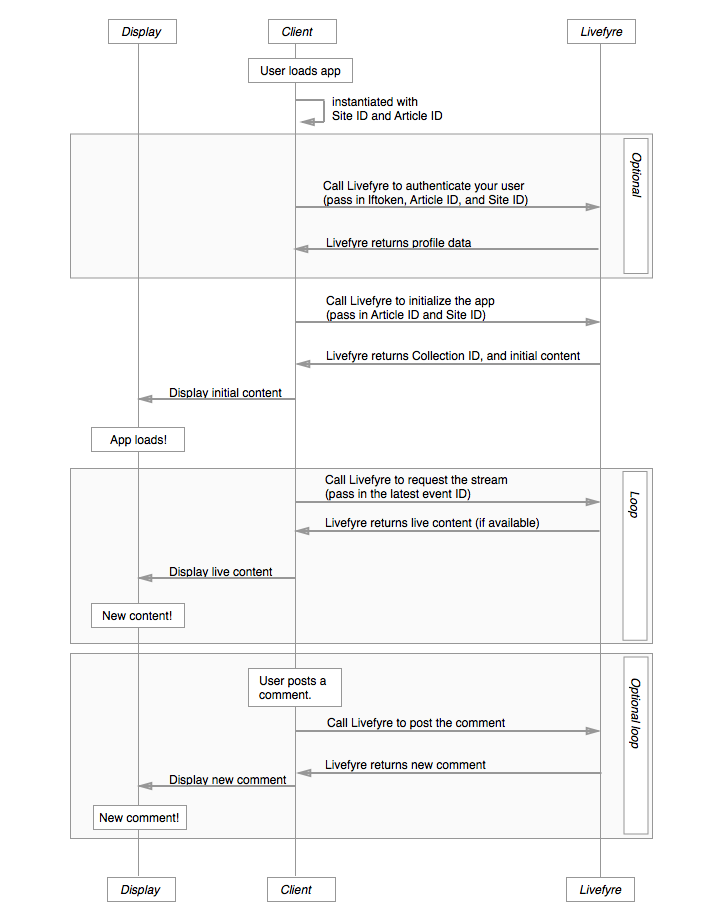 Display
Client
Livefyre
User loads app
instantiated with
Site ID and Article ID
Optional
Call Livefyre to authenticate your user
(pass in lftoken, Article ID, and Site ID)
Livefyre returns profile data
Call Livefyre to initialize the app
(pass in Article ID and Site ID)
Livefyre returns Collection ID, and initial content
Display initial content
App loads!
Loop
Call Livefyre to request the stream
(pass in the latest event ID)
Livefyre returns live content (if available)
Display live content
New content!
Optional loop
User posts a
comment.
Call Livefyre to post the comment
Livefyre returns new comment
Display new comment
New comment!
Display
Client
Livefyre